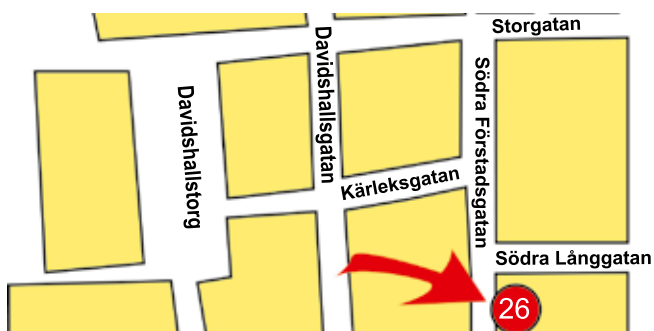 Storgatan
Davidshallsgatan
Södra Förstadsgatan
Davidshallstorg
Kärleksgatan
Södra Långgatan
26